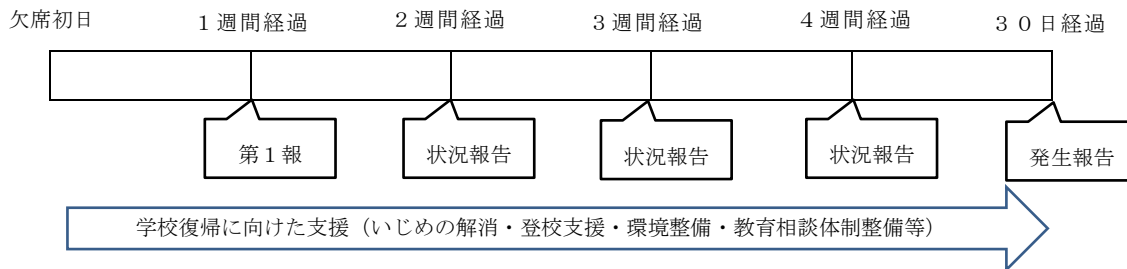 欠席初日
１週間経過
２週間経過
３週間経過
４週間経過
３０日経過
第１報
状況報告
状況報告
状況報告
発生報告
学校復帰に向けた支援（いじめの解消・登校支援・環境整備・教育相談体制整備等）